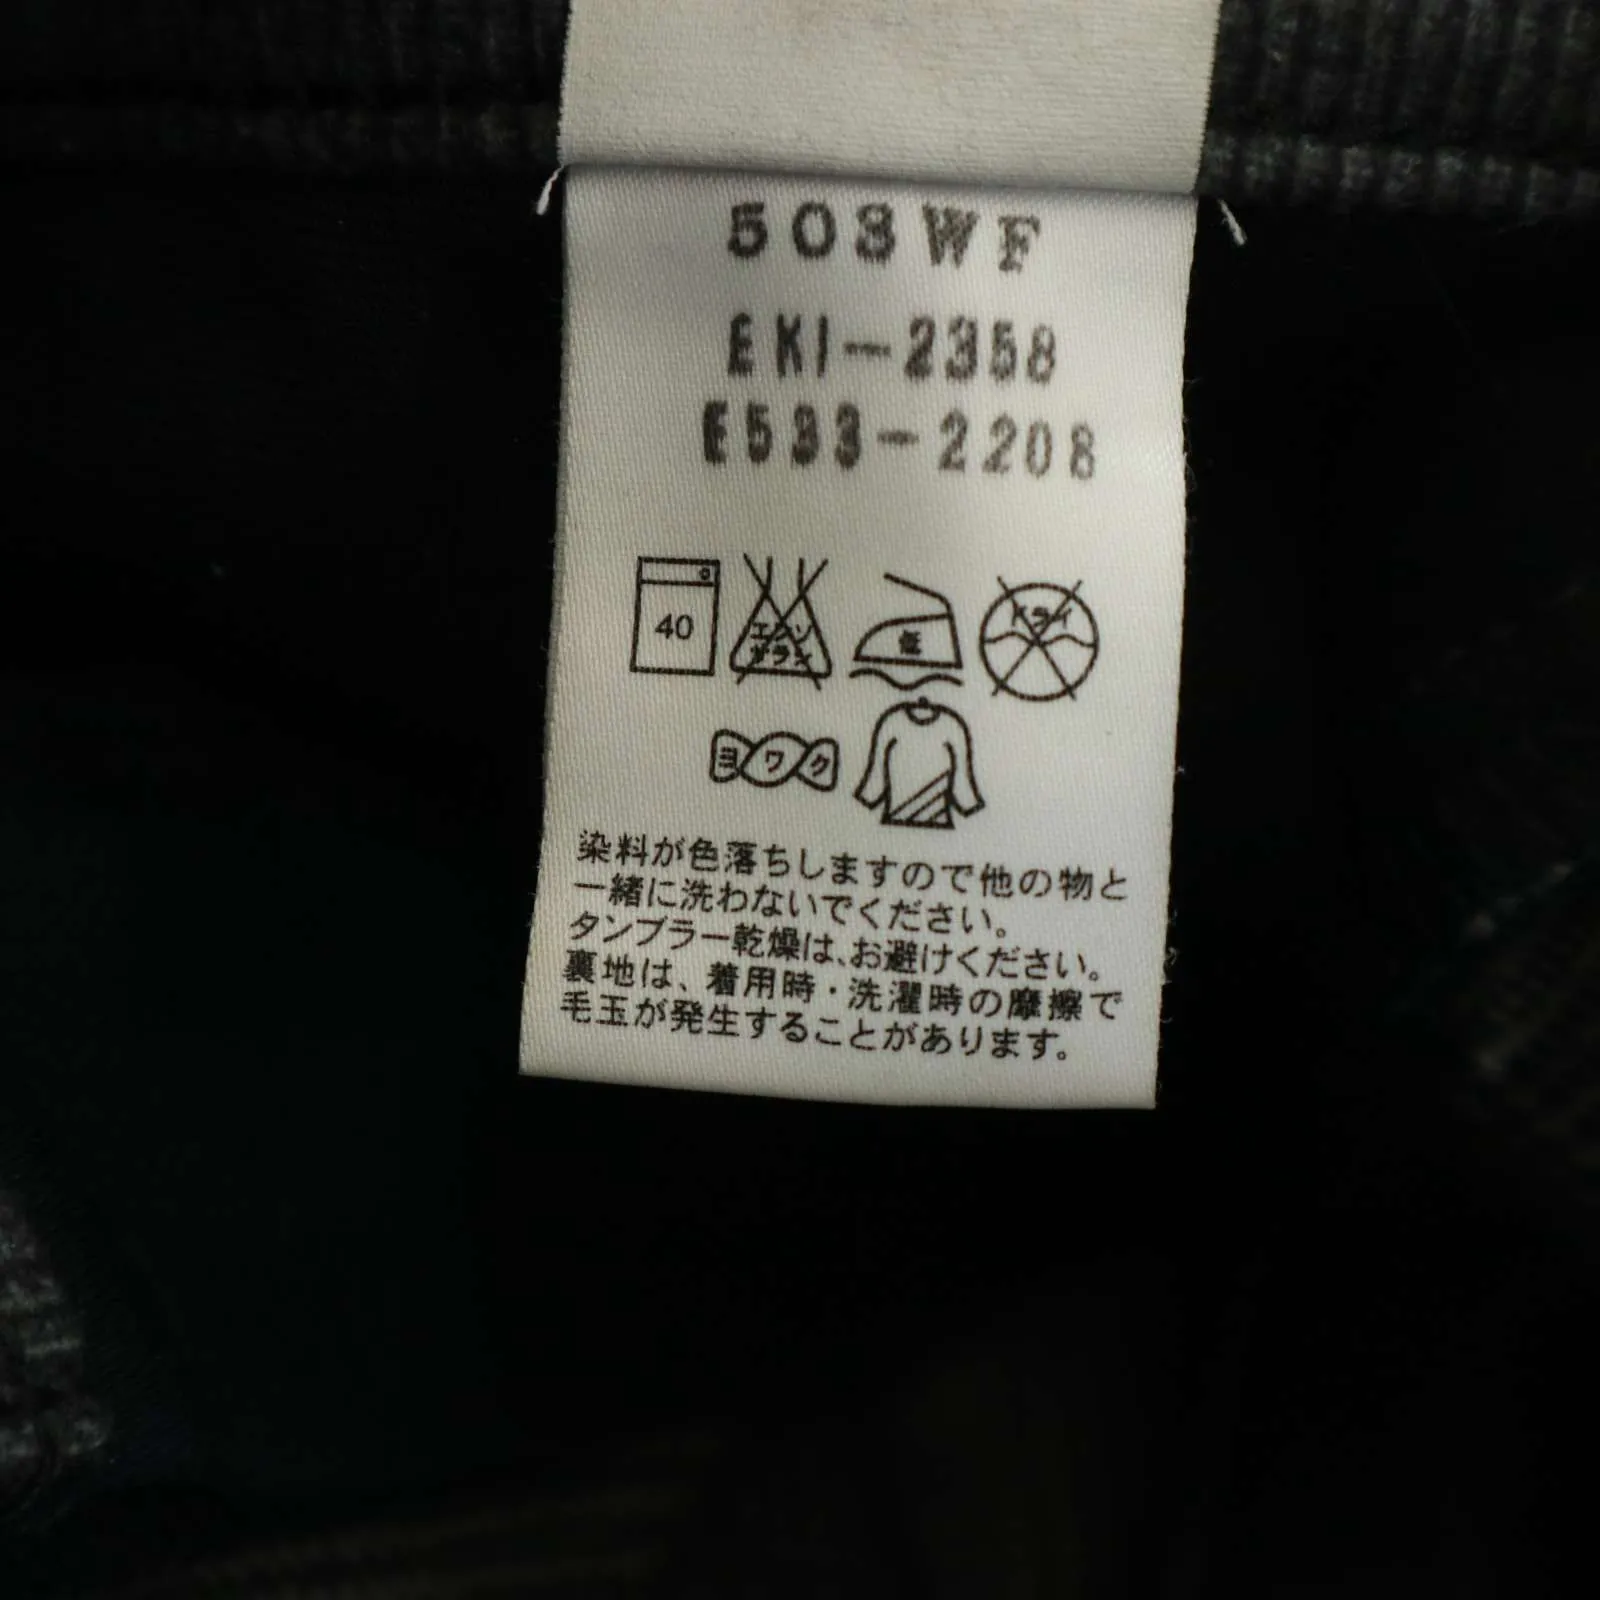 503WF
EKI-2358
E533-2208
40
エンソ
サラシ
低
ドライ
ヨワク
染料が色落ちしますので他の物と
一緒に洗わないでください。
タンブラー乾燥は、お避けください。
裏地は、着用時・洗濯時の摩擦で
毛玉が発生することがあります。